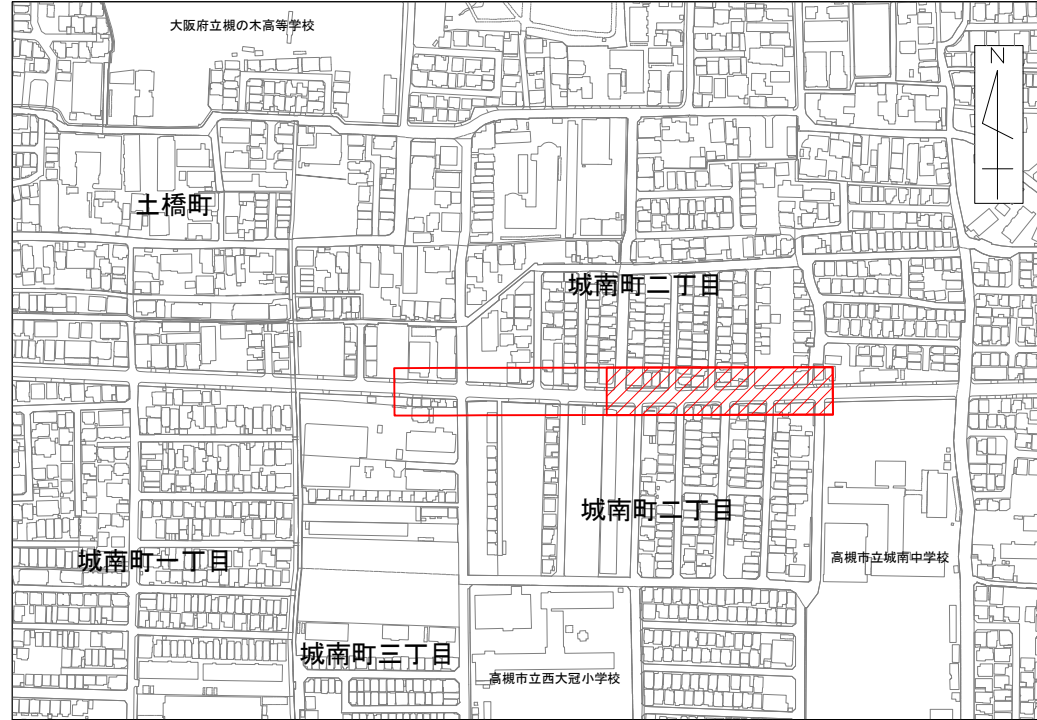 大阪府立槻の木高等学校
N
土橋町
城南町二丁目
城南町二丁目
高槻市立城南中学校
城南町一丁目
城南町三丁目
高槻市立西大冠小学校